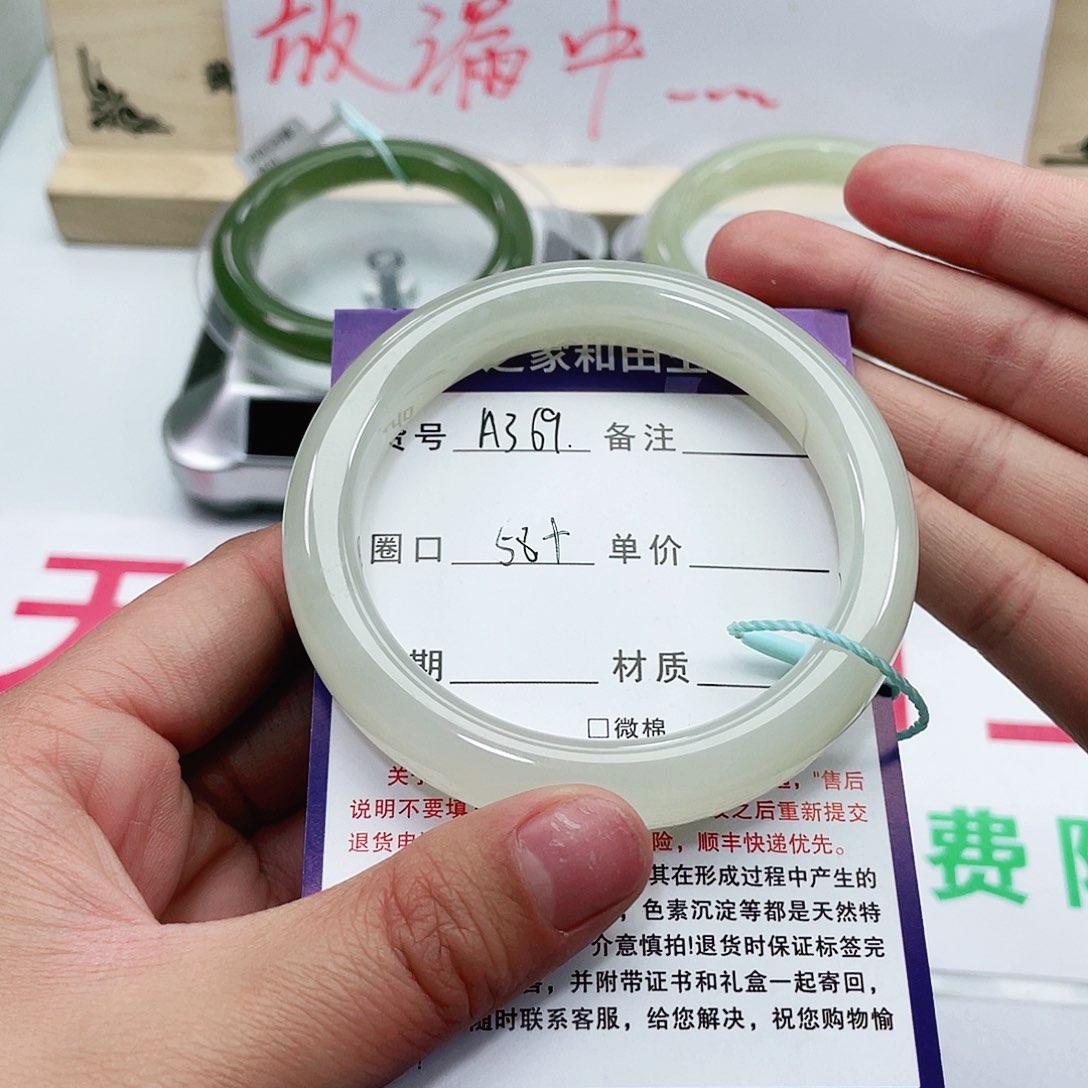 放漏中
之家和田玉
货号 A369. 备注
圈口 58+ 单价
期 材质
□微棉
关 "售后
说明不要填 之后重新提交
退货申 险，顺丰快递优先。
其在形成过程中产生的
，色素沉淀等都是天然特
介意慎拍!退货时保证标签完
，并附带证书和礼盒一起寄回，
随时联系客服，给您解决，祝您购物愉
天
费